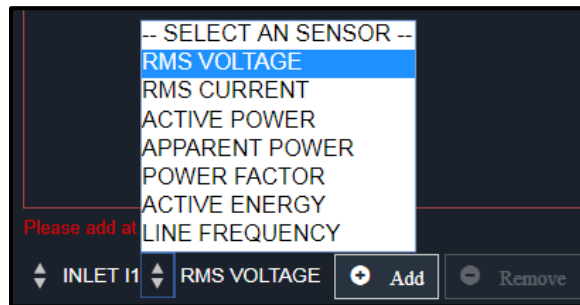 -- SELECT AN SENSOR --
RMS VOLTAGE
RMS CURRENT
ACTIVE POWER
APPARENT POWER
POWER FACTOR
ACTIVE ENERGY
Please add at
LINE FREQUENCY
INLET I1 RMS VOLTAGE Add Remove